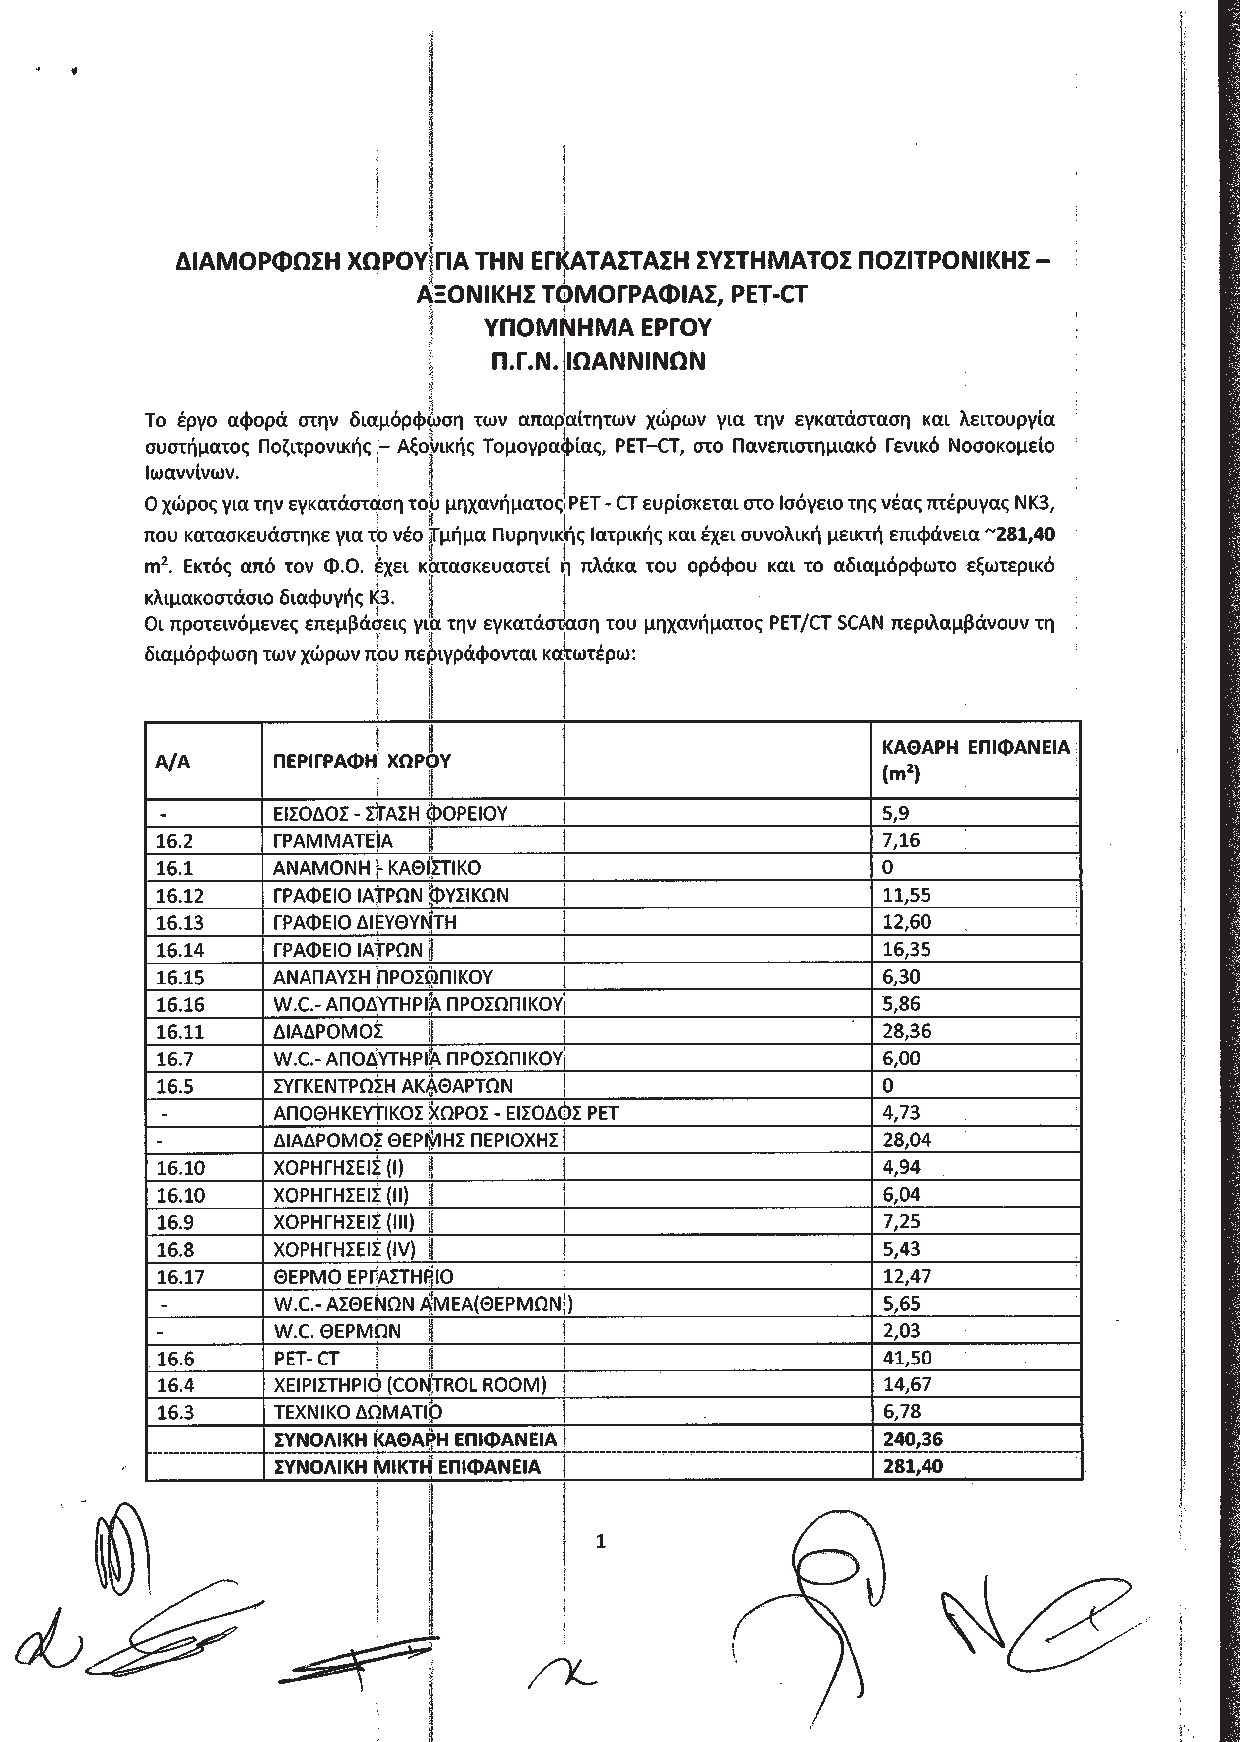 ΔΙΑΜΟΡΦΩΣΗ ΧΩΡΟΥ ΓΙΑ ΤΗΝ ΕΓΚΑΤΑΣΤΑΣΗ ΣΥΣΤΗΜΑΤΟΣ ΠΟΖΙΤΡΟΝΙΚΗΣ –
ΑΞΟΝΙΚΗΣ ΤΟΜΟΓΡΑΦΙΑΣ, PET-CT
ΥΠΟΜΝΗΜΑ ΕΡΓΟΥ
Π.Γ.Ν. ΙΩΑΝΝΙΝΩΝ
Το έργο αφορά στην διαμόρφωση των απαραίτητων χώρων για την εγκατάσταση και λειτουργία
συστήματος Ποζιτρονικής – Αξονικής Τομογραφίας, PET–CT, στο Πανεπιστημιακό Γενικό Νοσοκομείο
Ιωαννίνων.
Ο χώρος για την εγκατάσταση του μηχανήματος PET - CT ευρίσκεται στο Ισόγειο της νέας πτέρυγας ΝΚ3,
που κατασκευάστηκε για το νέο Τμήμα Πυρηνικής Ιατρικής και έχει συνολική μεικτή επιφάνεια ~281,40
m². Εκτός από τον Φ.Ο. έχει κατασκευαστεί η πλάκα του ορόφου και το αδιαμόρφωτο εξωτερικό
κλιμακοστάσιο διαφυγής Κ3.
Οι προτεινόμενες επεμβάσεις για την εγκατάσταση του μηχανήματος PET/CT SCAN περιλαμβάνουν τη
διαμόρφωση των χώρων που περιγράφονται κατωτέρω:
Α/Α ΠΕΡΙΓΡΑΦΗ ΧΩΡΟΥ ΚΑΘΑΡΗ ΕΠΙΦΑΝΕΙΑ
(m²)
- ΕΙΣΟΔΟΣ - ΣΤΑΣΗ ΦΟΡΕΙΟΥ 5,9
16.2 ΓΡΑΜΜΑΤΕΙΑ 7,16
16.1 ΑΝΑΜΟΝΗ - ΚΑΘΙΣΤΙΚΟ 0
16.12 ΓΡΑΦΕΙΟ ΙΑΤΡΩΝ ΦΥΣΙΚΩΝ 11,55
16.13 ΓΡΑΦΕΙΟ ΔΙΕΥΘΥΝΤΗ 12,60
16.14 ΓΡΑΦΕΙΟ ΙΑΤΡΩΝ 16,35
16.15 ΑΝΑΠΑΥΣΗ ΠΡΟΣΩΠΙΚΟΥ 6,30
16.16 W.C.- ΑΠΟΔΥΤΗΡΙΑ ΠΡΟΣΩΠΙΚΟΥ 5,86
16.11 ΔΙΑΔΡΟΜΟΣ 28,36
16.7 W.C.- ΑΠΟΔΥΤΗΡΙΑ ΠΡΟΣΩΠΙΚΟΥ 6,00
16.5 ΣΥΓΚΕΝΤΡΩΣΗ ΑΚΑΘΑΡΤΩΝ 0
- ΑΠΟΘΗΚΕΥΤΙΚΟΣ ΧΩΡΟΣ - ΕΙΣΟΔΟΣ PET 4,73
- ΔΙΑΔΡΟΜΟΣ ΘΕΡΜΗΣ ΠΕΡΙΟΧΗΣ 28,04
16.10 ΧΟΡΗΓΗΣΕΙΣ (I) 4,94
16.10 ΧΟΡΗΓΗΣΕΙΣ (II) 6,04
16.9 ΧΟΡΗΓΗΣΕΙΣ (III) 7,25
16.8 ΧΟΡΗΓΗΣΕΙΣ (IV) 5,43
16.17 ΘΕΡΜΟ ΕΡΓΑΣΤΗΡΙΟ 12,47
- W.C.- ΑΣΘΕΝΩΝ ΑΜΕΑ(ΘΕΡΜΩΝ) 5,65
- W.C. ΘΕΡΜΩΝ 2,03
16.6 PET- CT 41,50
16.4 ΧΕΙΡΙΣΤΗΡΙΟ (CONTROL ROOM) 14,67
16.3 ΤΕΧΝΙΚΟ ΔΩΜΑΤΙΟ 6,78
ΣΥΝΟΛΙΚΗ ΚΑΘΑΡΗ ΕΠΙΦΑΝΕΙΑ 240,36
ΣΥΝΟΛΙΚΗ ΜΙΚΤΗ ΕΠΙΦΑΝΕΙΑ 281,40
1